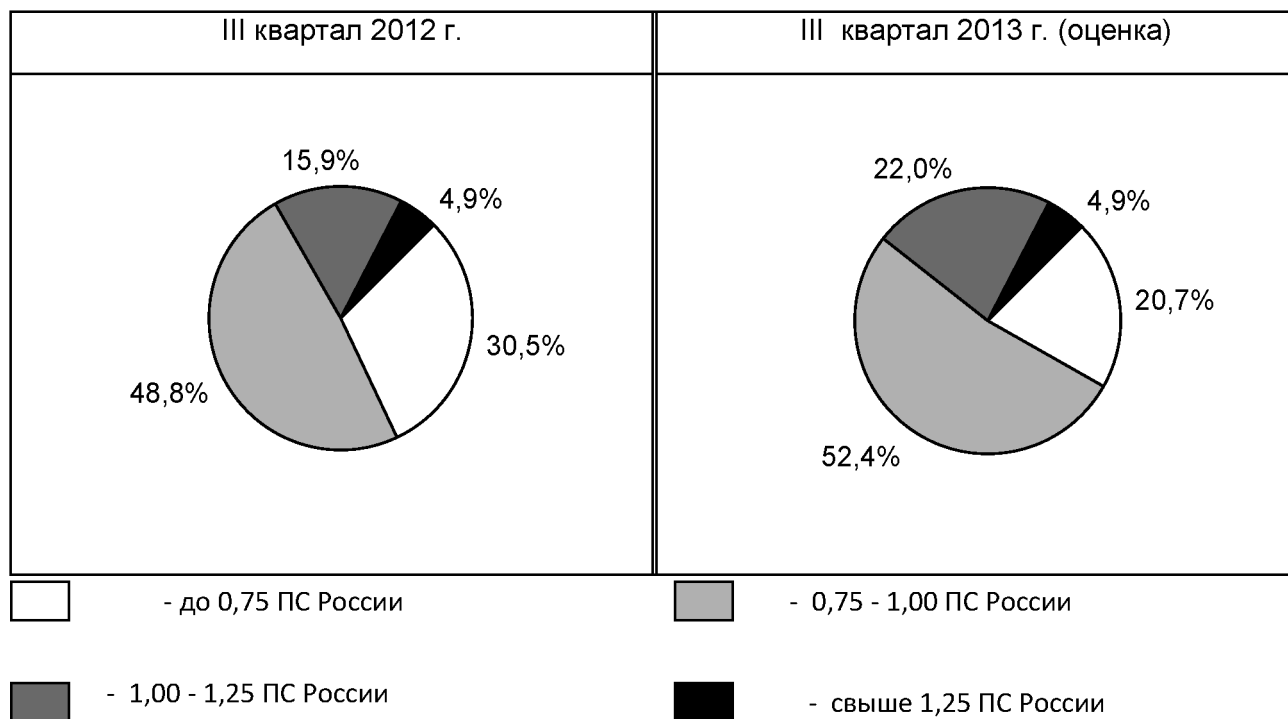 III квартал 2012 г.
III квартал 2013 г. (оценка)
15,9%
4,9%
30,5%
48,8%
22,0%
4,9%
20,7%
52,4%
- до 0,75 ПС России
- 0,75 - 1,00 ПС России
- 1,00 - 1,25 ПС России
- свыше 1,25 ПС России